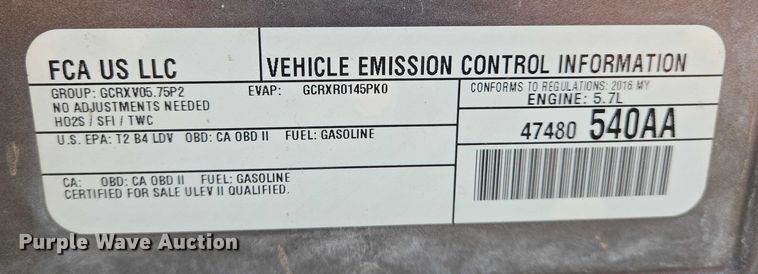 FCA US LLC
VEHICLE EMISSION CONTROL INFORMATION
GROUP: GCRXV05.75P2 EVAP: GCRXR0145PK0
NO ADJUSTMENTS NEEDED
HO2S / SFI / TWC
CONFORMS TO REGULATIONS: 2016 MY
ENGINE: 5.7L
U.S. EPA: T2 B4 LDV OBD: CA OBD II FUEL: GASOLINE
47480 540AA
CA: OBD: CA OBD II FUEL: GASOLINE
CERTIFIED FOR SALE ULEV II QUALIFIED.
Purple Wave Auction